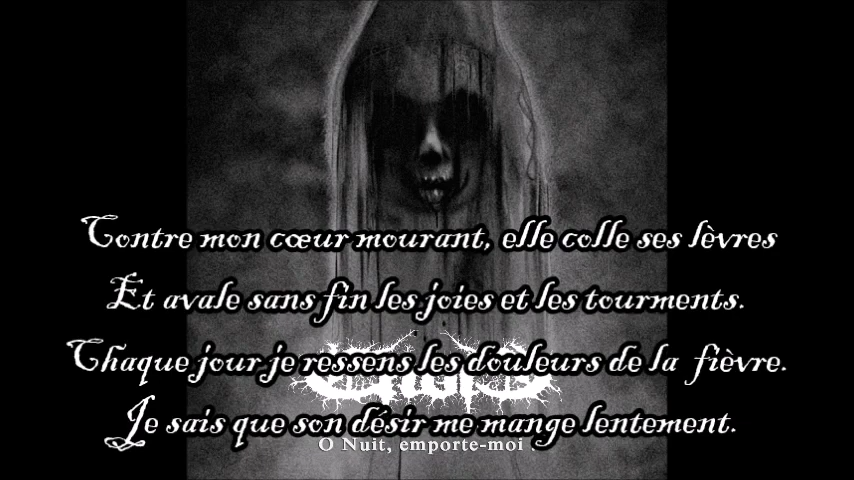 Contre mon cœur mourant, elle colle ses lèvres
Et avale sans fin les joies et les tourments.
Chaque jour je ressens les douleurs de la fièvre.
Je sais que son désir me mange lentement.
O Nuit, emporte-moi